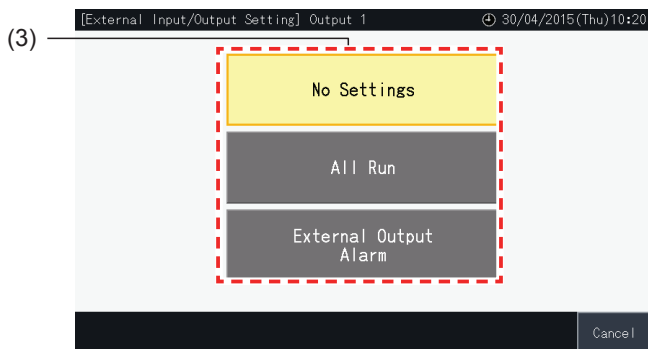 [External Input/Output Setting] Output 1 30/04/2015(Thu)10:20
(3)
No Settings
All Run
External Output
Alarm
Cancel